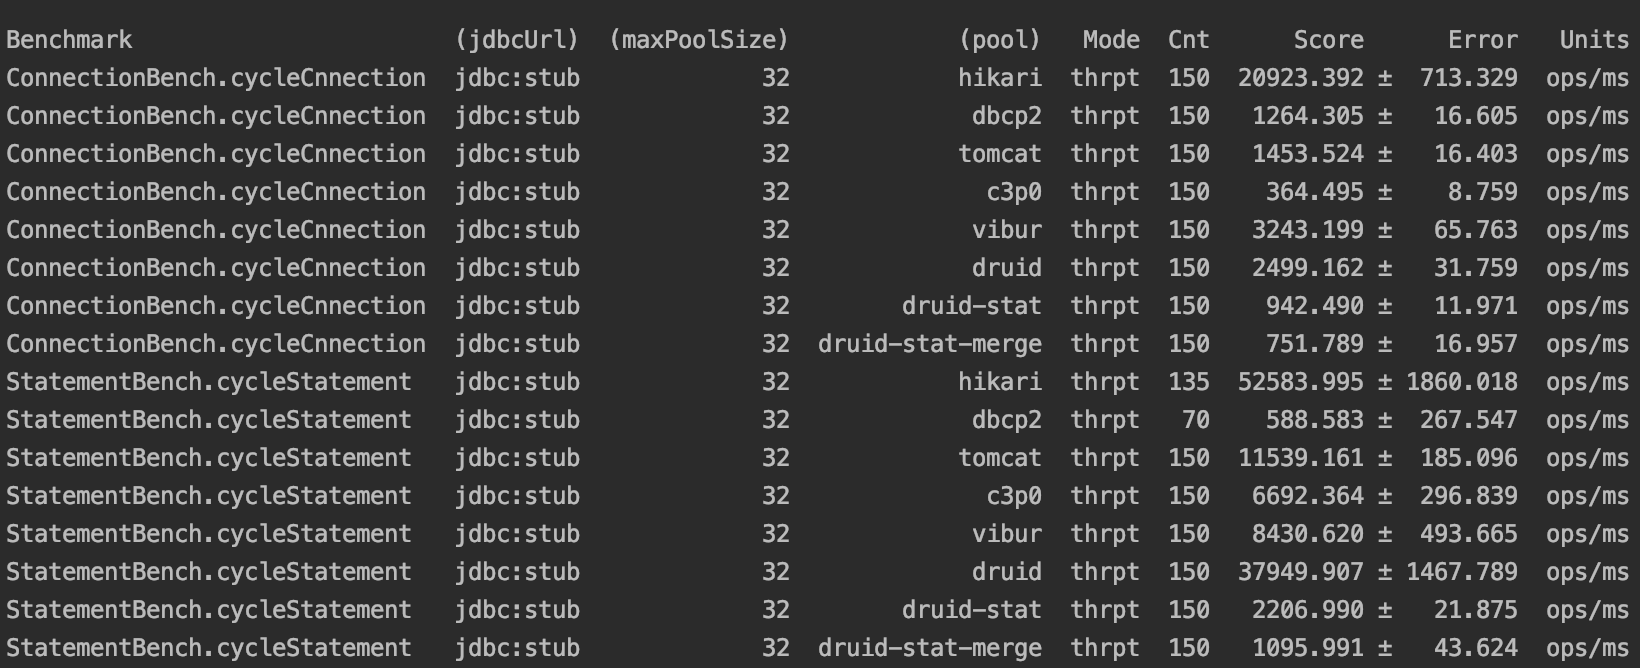 Benchmark (jdbcUrl) (maxPoolSize) (pool) Mode Cnt Score Error Units
ConnectionBench.cycleCnnection jdbc:stub 32 hikari thrpt 150 20923.392 ± 713.329 ops/ms
ConnectionBench.cycleCnnection jdbc:stub 32 dbcp2 thrpt 150 1264.305 ± 16.605 ops/ms
ConnectionBench.cycleCnnection jdbc:stub 32 tomcat thrpt 150 1453.524 ± 16.403 ops/ms
ConnectionBench.cycleCnnection jdbc:stub 32 c3p0 thrpt 150 364.495 ± 8.759 ops/ms
ConnectionBench.cycleCnnection jdbc:stub 32 vibur thrpt 150 3243.199 ± 65.763 ops/ms
ConnectionBench.cycleCnnection jdbc:stub 32 druid thrpt 150 2499.162 ± 31.759 ops/ms
ConnectionBench.cycleCnnection jdbc:stub 32 druid-stat thrpt 150 942.490 ± 11.971 ops/ms
ConnectionBench.cycleCnnection jdbc:stub 32 druid-stat-merge thrpt 150 751.789 ± 16.957 ops/ms
StatementBench.cycleStatement jdbc:stub 32 hikari thrpt 135 52583.995 ± 1860.018 ops/ms
StatementBench.cycleStatement jdbc:stub 32 dbcp2 thrpt 70 588.583 ± 267.547 ops/ms
StatementBench.cycleStatement jdbc:stub 32 tomcat thrpt 150 11539.161 ± 185.096 ops/ms
StatementBench.cycleStatement jdbc:stub 32 c3p0 thrpt 150 6692.364 ± 296.839 ops/ms
StatementBench.cycleStatement jdbc:stub 32 vibur thrpt 150 8430.620 ± 493.665 ops/ms
StatementBench.cycleStatement jdbc:stub 32 druid thrpt 150 37949.907 ± 1467.789 ops/ms
StatementBench.cycleStatement jdbc:stub 32 druid-stat thrpt 150 2206.990 ± 21.875 ops/ms
StatementBench.cycleStatement jdbc:stub 32 druid-stat-merge thrpt 150 1095.991 ± 43.624 ops/ms